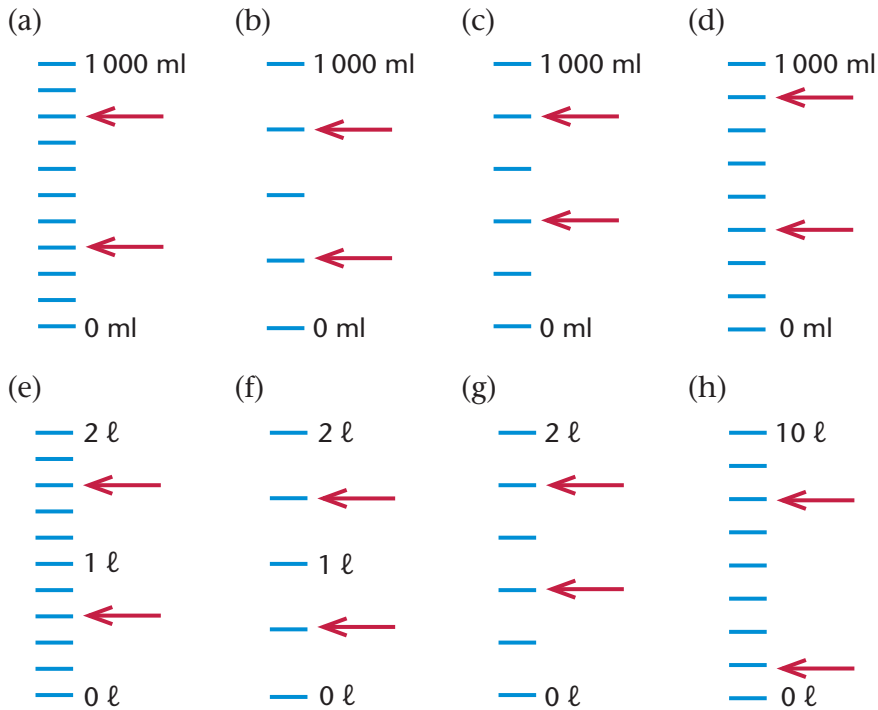 (a) (b) (c) (d)
1 000 ml 1 000 ml 1 000 ml 1 000 ml
0 ml 0 ml 0 ml 0 ml
(e) (f) (g) (h)
2 ℓ 2 ℓ 2 ℓ 10 ℓ
1 ℓ 1 ℓ
0 ℓ 0 ℓ 0 ℓ 0 ℓ